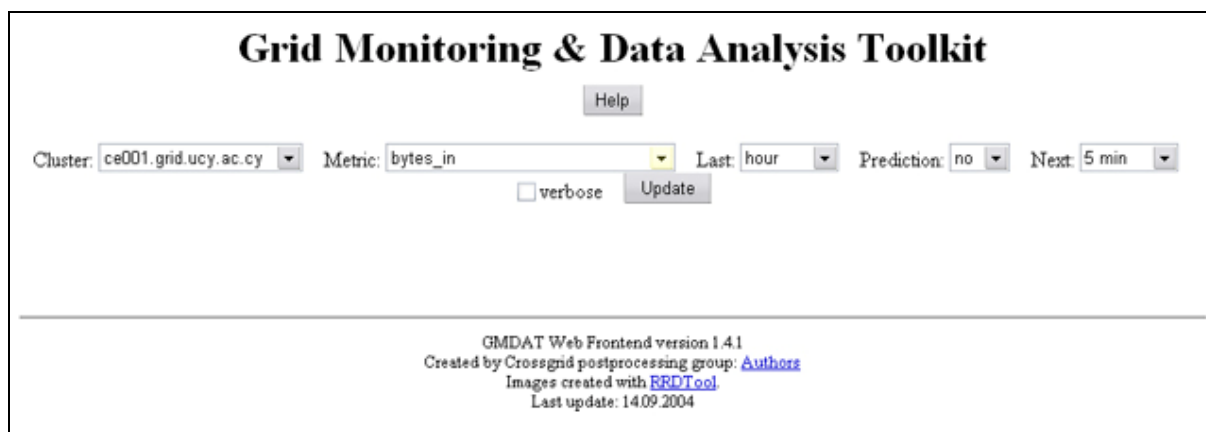 Grid Monitoring & Data Analysis Toolkit
Help
Cluster: ce001.grid.ucy.ac.cy Metric: bytes_in Last: hour Prediction: no Next: 5 min
verbose Update
GMDAT Web Frontend version 1.4.1
Created by Crossgrid postprocessing group: Authors
Images created with RRDTool.
Last update: 14.09.2004